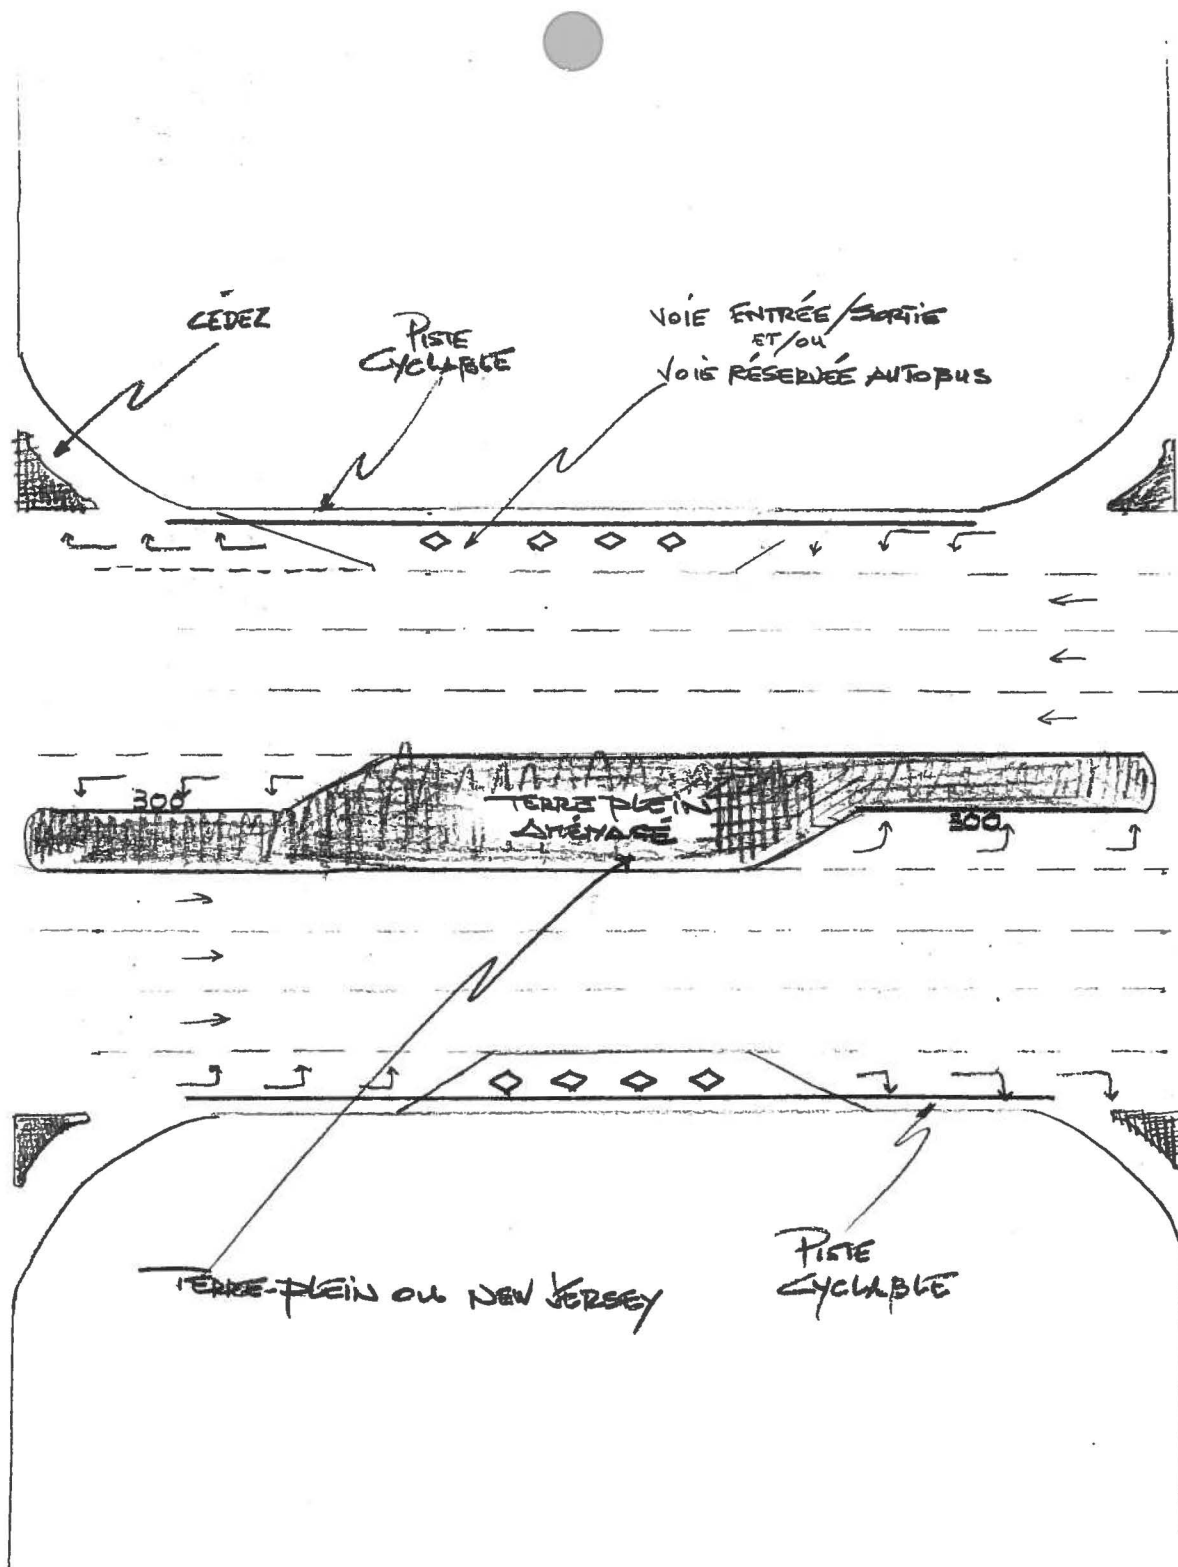 CÉDEZ
PISTE
CYCLABLE
VOIE ENTRÉE/SORTIE
ET/OU
VOIE RÉSERVÉE AUTOBUS
300
TERRE PLEIN
AMÉNAGÉ
300
TERRE-PLEIN OU NEW JERSEY
PISTE
CYCLABLE